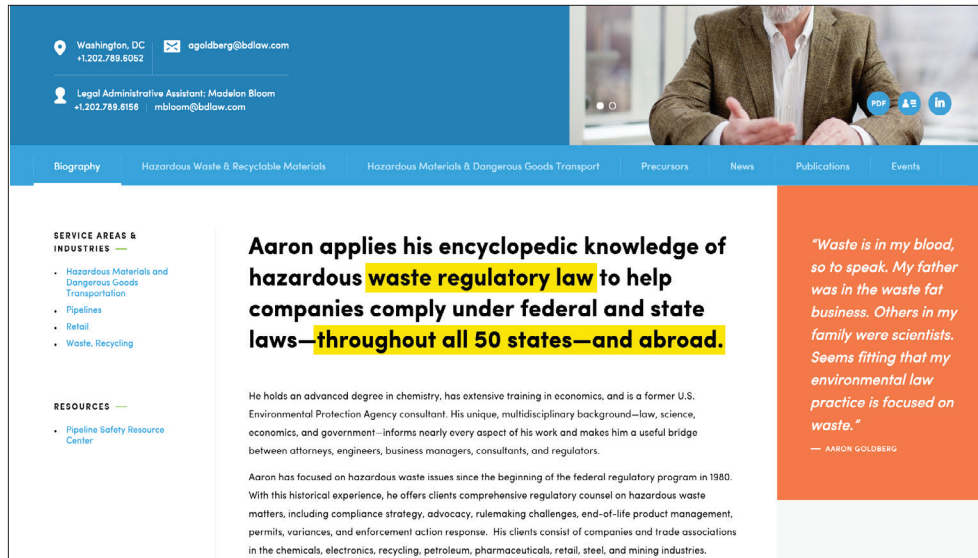 Washington, DC
+1.202.789.6052
agoldberg@bdlaw.com
Legal Administrative Assistant: Madelon Bloom
+1.202.789.6156 | mbloom@bdlaw.com
PDF
in
Biography
Hazardous Waste & Recyclable Materials
Hazardous Materials & Dangerous Goods Transport
Precursors
News
Publications
Events
SERVICE AREAS &
INDUSTRIES —
• Hazardous Materials and
Dangerous Goods
Transportation
• Pipelines
• Retail
• Waste, Recycling
RESOURCES —
• Pipeline Safety Resource
Center
Aaron applies his encyclopedic knowledge of
hazardous waste regulatory law to help
companies comply under federal and state
laws—throughout all 50 states—and abroad.
He holds an advanced degree in chemistry, has extensive training in economics, and is a former U.S.
Environmental Protection Agency consultant. His unique, multidisciplinary background—law, science,
economics, and government—informs nearly every aspect of his work and makes him a useful bridge
between attorneys, engineers, business managers, consultants, and regulators.
Aaron has focused on hazardous waste issues since the beginning of the federal regulatory program in 1980.
With this historical experience, he offers clients comprehensive regulatory counsel on hazardous waste
matters, including compliance strategy, advocacy, rulemaking challenges, end-of-life product management,
permits, variances, and enforcement action response. His clients consist of companies and trade associations
in the chemicals, electronics, recycling, petroleum, pharmaceuticals, retail, steel, and mining industries.
"Waste is in my blood,
so to speak. My father
was in the waste fat
business. Others in my
family were scientists.
Seems fitting that my
environmental law
practice is focused on
waste."
— AARON GOLDBERG